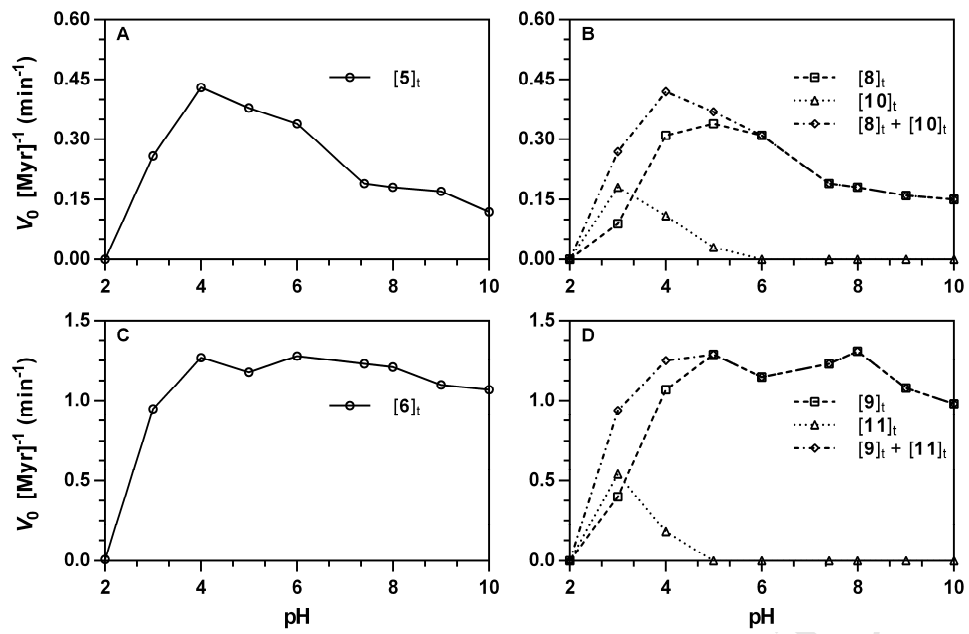 A
V0 [Myr]-1 (min-1)
0.60
0.45
0.30
0.15
0.00
2 4 6 8 10
[5]t
B
0.60
0.45
0.30
0.15
0.00
2 4 6 8 10
[8]t
[10]t
[8]t + [10]t
C
V0 [Myr]-1 (min-1)
1.5
1.0
0.5
0.0
2 4 6 8 10
pH
[6]t
D
1.5
1.0
0.5
0.0
2 4 6 8 10
pH
[9]t
[11]t
[9]t + [11]t